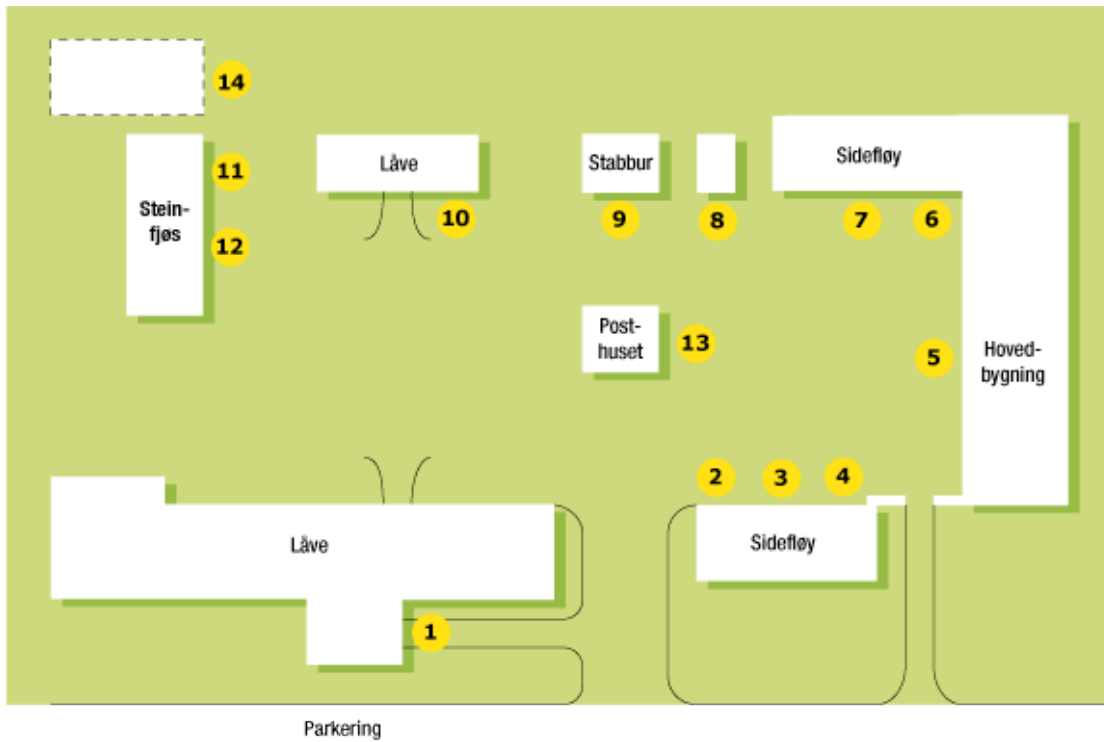 14
11
Låve
Stabbur
Sidefløy
Stein-
fjøs
12
10
9
8
7
6
Post-
huset
13
5
Hoved-
bygning
2
3
4
Låve
Sidefløy
1
Parkering